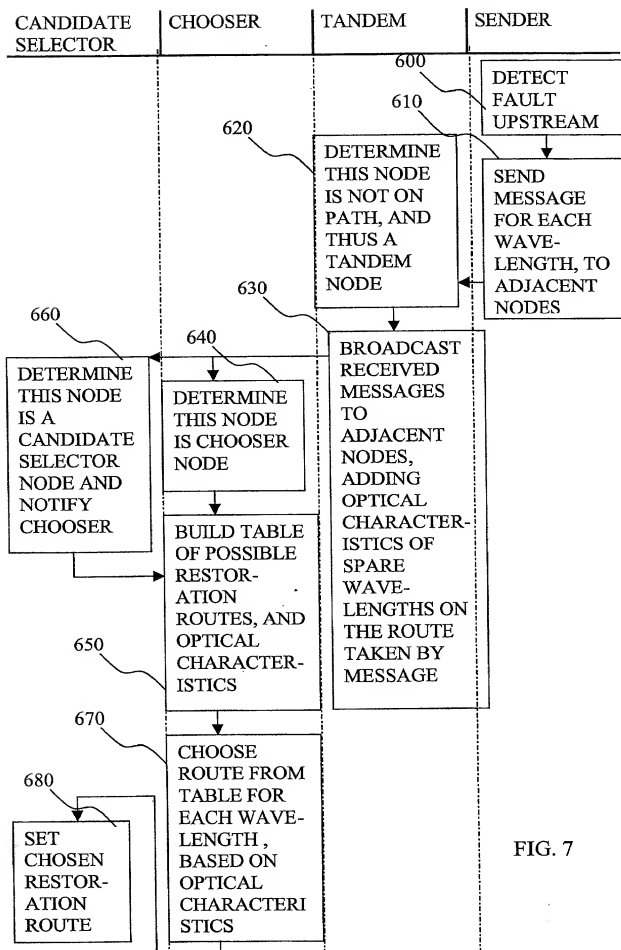 CANDIDATE
SELECTOR
CHOOSER
TANDEM
SENDER
600
DETECT
FAULT
UPSTREAM
610
SEND
MESSAGE
FOR EACH
WAVE-
LENGTH, TO
ADJACENT
NODES
620
DETERMINE
THIS NODE
IS NOT ON
PATH, AND
THUS A
TANDEM
NODE
630
BROADCAST
RECEIVED
MESSAGES
TO
ADJACENT
NODES,
ADDING
OPTICAL
CHARACTER-
ISTICS OF
SPARE
WAVE-
LENGTHS ON
THE ROUTE
TAKEN BY
MESSAGE
660
DETERMINE
THIS NODE
IS A
CANDIDATE
SELECTOR
NODE AND
NOTIFY
CHOOSER
640
DETERMINE
THIS NODE
IS CHOOSER
NODE
BUILD TABLE
OF POSSIBLE
RESTOR-
ATION
ROUTES, AND
OPTICAL
CHARACTER-
ISTICS
650
670
CHOOSE
ROUTE FROM
TABLE FOR
EACH WAVE-
LENGTH ,
BASED ON
OPTICAL
CHARACTERI
STICS
680
SET
CHOSEN
RESTOR-
ATION
ROUTE
FIG. 7